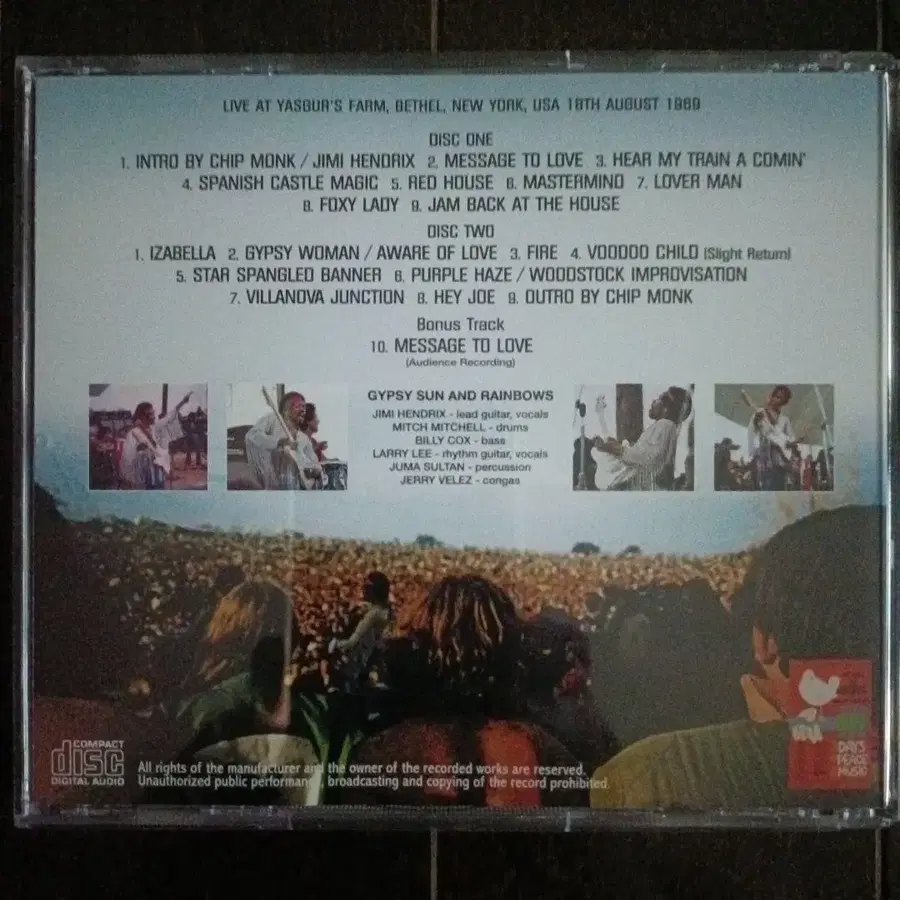 LIVE AT YASGUR'S FARM, BETHEL, NEW YORK, USA 18TH AUGUST 1969
DISC ONE
1. INTRO BY CHIP MONK / JIMI HENDRIX 2. MESSAGE TO LOVE 3. HEAR MY TRAIN A COMIN'
4. SPANISH CASTLE MAGIC 5. RED HOUSE 6. MASTERMIND 7. LOVER MAN
8. FOXY LADY 9. JAM BACK AT THE HOUSE
DISC TWO
1. IZABELLA 2. GYPSY WOMAN / AWARE OF LOVE 3. FIRE 4. VOODOO CHILD (Slight Return)
5. STAR SPANGLED BANNER 6. PURPLE HAZE / WOODSTOCK IMPROVISATION
7. VILLANOVA JUNCTION 8. HEY JOE 9. OUTRO BY CHIP MONK
Bonus Track
10. MESSAGE TO LOVE
(Audience Recording)
GYPSY SUN AND RAINBOWS
JIMI HENDRIX - lead guitar, vocals
MITCH MITCHELL - drums
BILLY COX - bass
LARRY LEE - rhythm guitar, vocals
JUMA SULTAN - percussion
JERRY VELEZ - congas
COMPACT
disc
DIGITAL AUDIO
All rights of the manufacturer and the owner of the recorded works are reserved.
Unauthorized public performance, broadcasting and copying of the record prohibited.
DAYS
PEACE
MUSIC